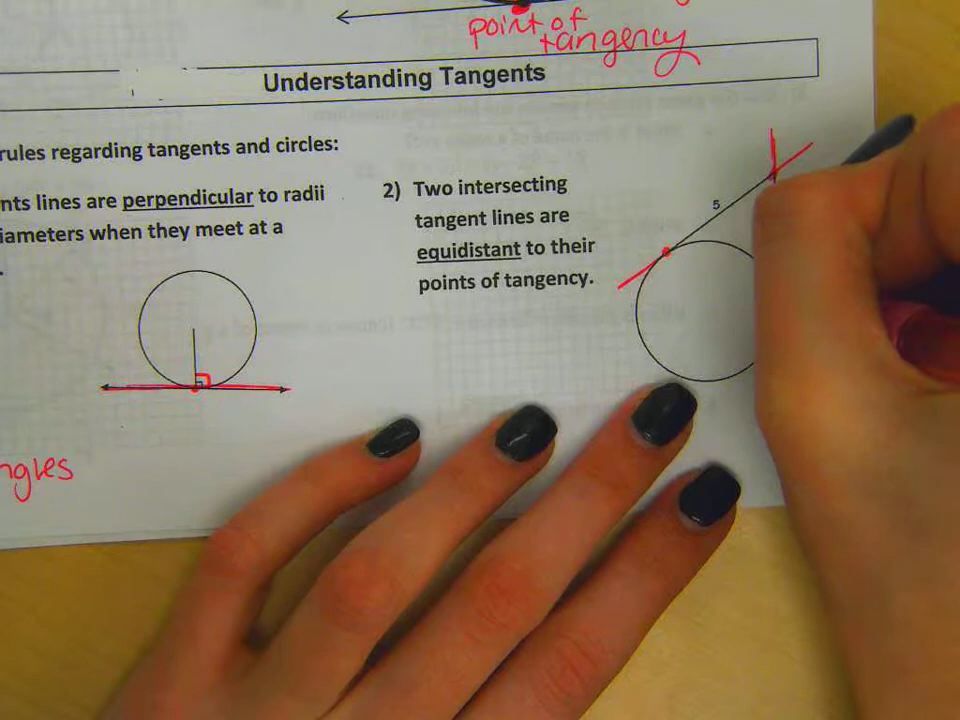 point of
tangency
Understanding Tangents
rules regarding tangents and circles:
nts lines are perpendicular to radii
iameters when they meet at a
.
2) Two intersecting
tangent lines are
equidistant to their
points of tangency.
5
ngles